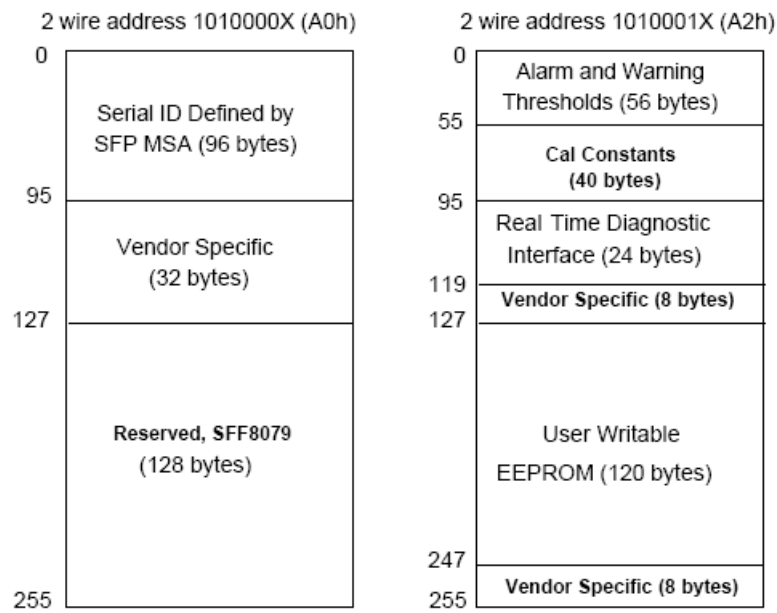 2 wire address 1010000X (A0h)
0
Serial ID Defined by
SFP MSA (96 bytes)
95
Vendor Specific
(32 bytes)
127
Reserved, SFF8079
(128 bytes)
255
2 wire address 1010001X (A2h)
0
Alarm and Warning
Thresholds (56 bytes)
55
Cal Constants
(40 bytes)
95
Real Time Diagnostic
Interface (24 bytes)
119
Vendor Specific (8 bytes)
127
User Writable
EEPROM (120 bytes)
247
Vendor Specific (8 bytes)
255